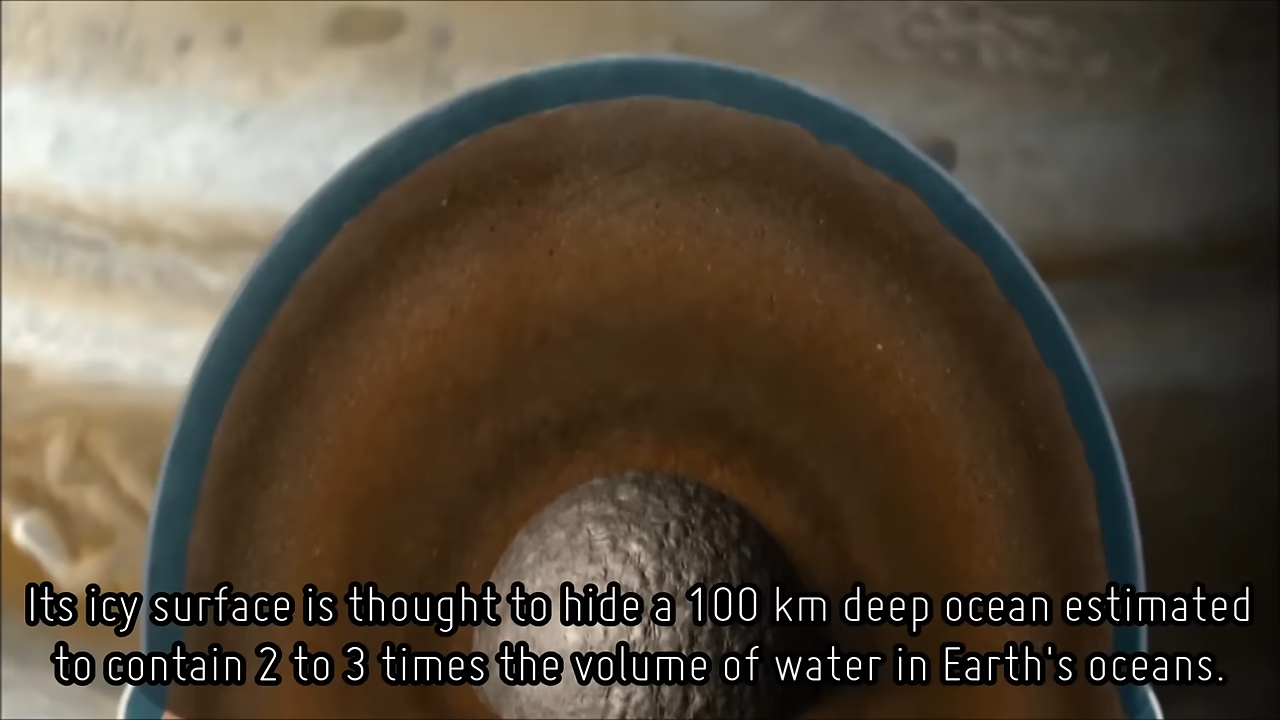 Its icy surface is thought to hide a 100 km deep ocean estimated
to contain 2 to 3 times the volume of water in Earth's oceans.